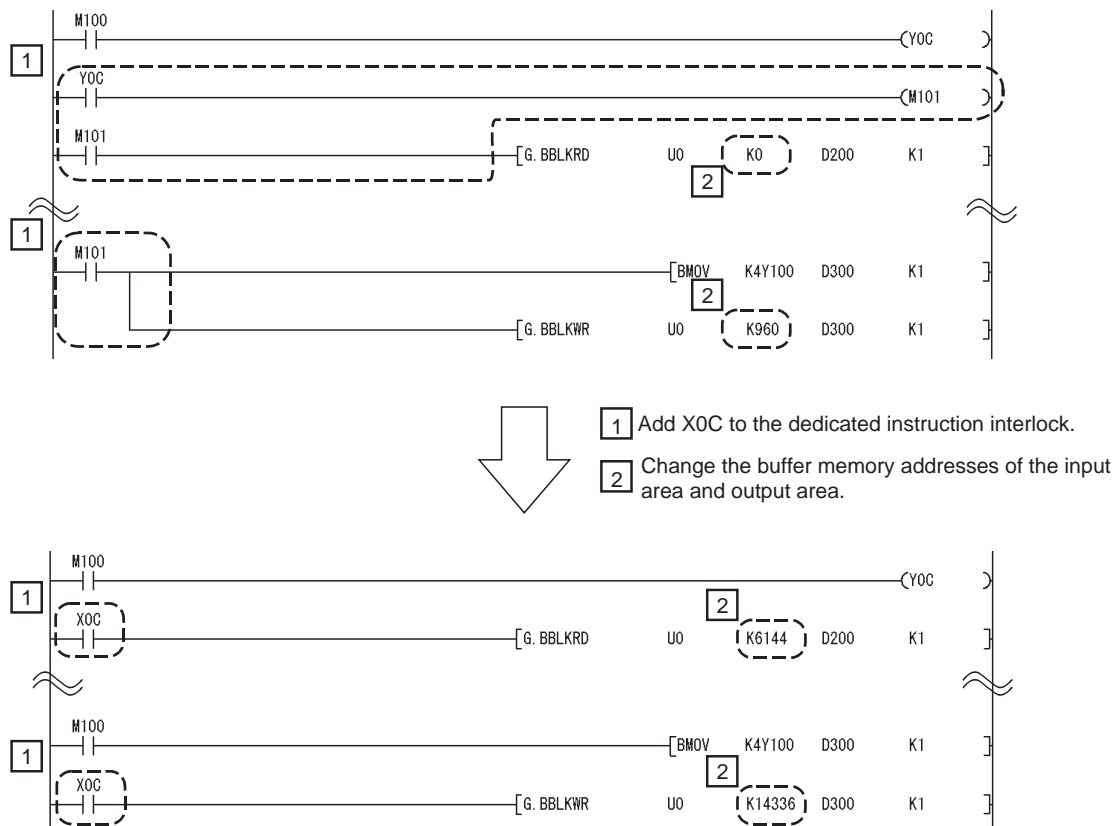 M100
(Y0C )
1
Y0C
(M101 )
M101
[G. BBLKRD U0 K0 D200 K1 ]
2
1
M101
[BMOV K4Y100 D300 K1 ]
2
[G. BBLKWR U0 K960 D300 K1 ]
1 Add X0C to the dedicated instruction interlock.
2 Change the buffer memory addresses of the input
area and output area.
M100
(Y0C )
1
2
X0C
[G. BBLKRD U0 K6144 D200 K1 ]
M100
1
[BMOV K4Y100 D300 K1 ]
2
X0C
[G. BBLKWR U0 K14336 D300 K1 ]